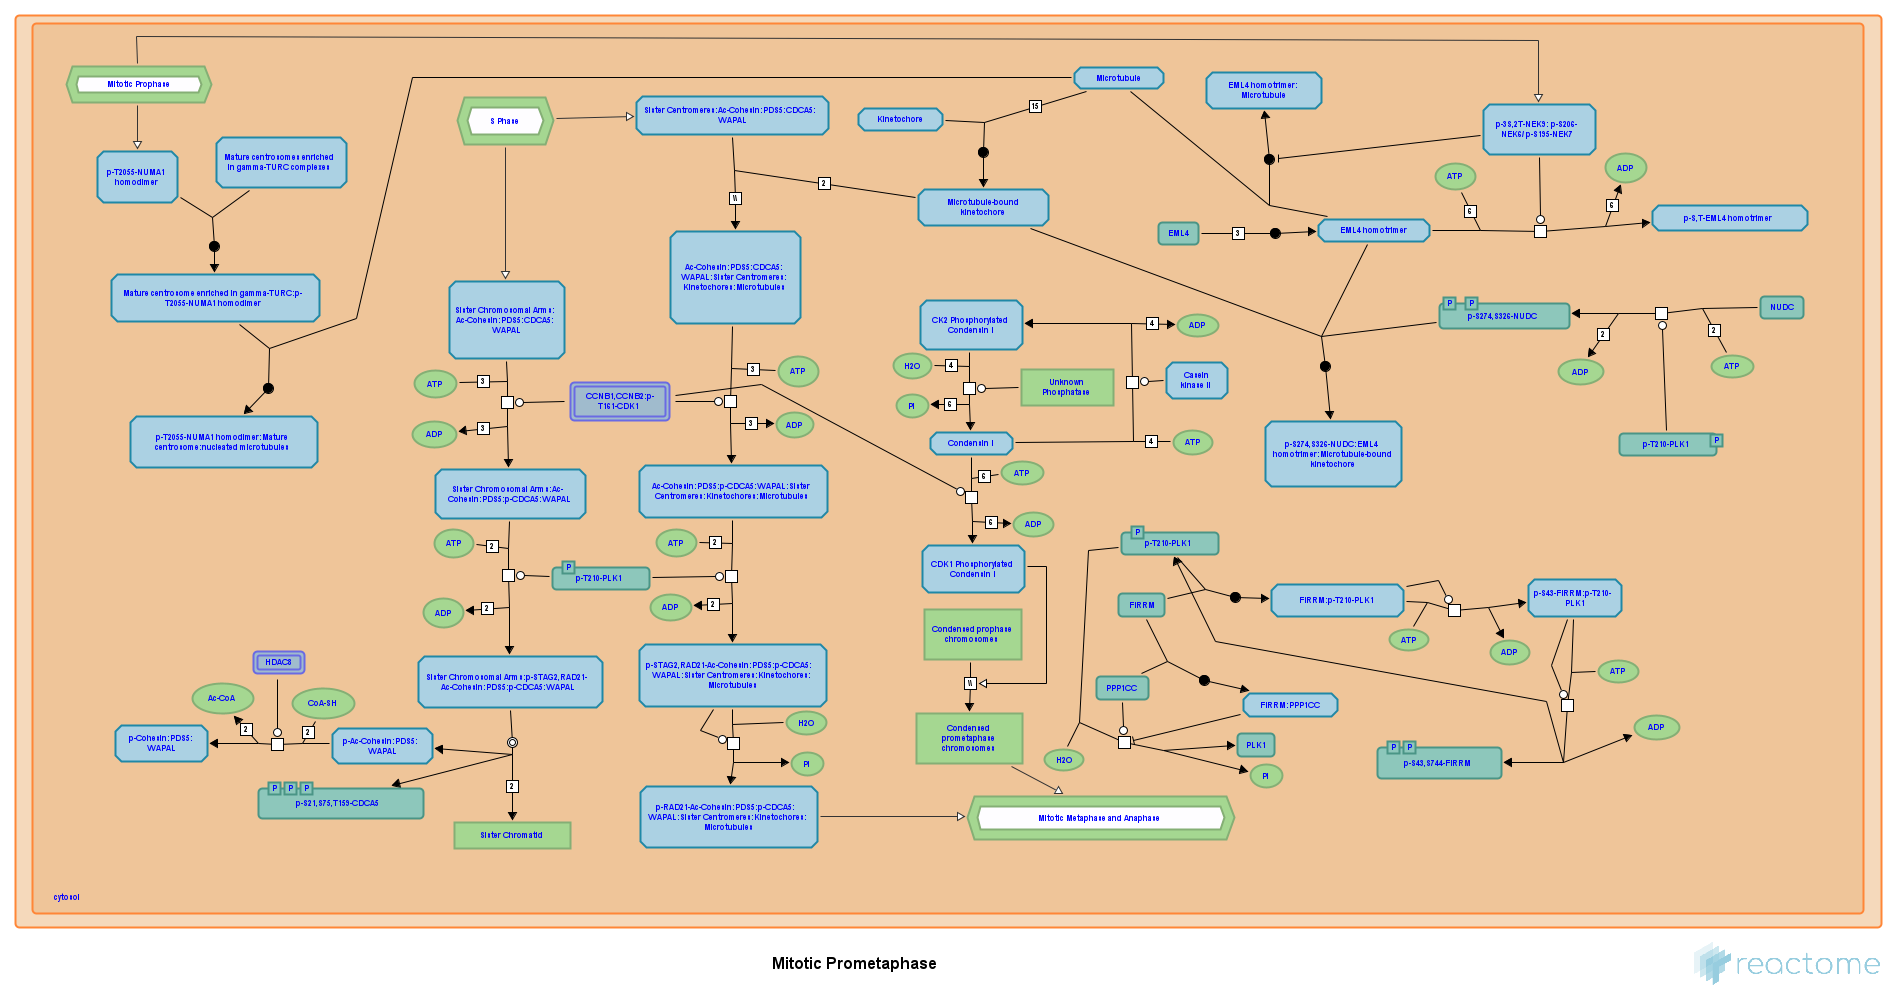 Mitotic Prophase
p-T2055-NUMA1
homodimer
Mature centrosomes enriched
in gamma-TURC complexes
Mature centrosome enriched in gamma-TURC:p-
T2055-NUMA1 homodimer
p-T2055-NUMA1 homodimer:Mature
centrosome:nucleated microtubules
S Phase
Sister Centromeres:Ac-Cohesin:PDS5:CDCA5:
WAPAL
Kinetochore
Microtubule
15
EML4 homotrimer:
Microtubule
p-3S,2T-NEK9: p-S206-
NEK6/p-S195-NEK7
2
\\
Microtubule-bound
kinetochore
ATP
6
ADP
6
EML4
3
EML4 homotrimer
p-S,T-EML4 homotrimer
Sister Chromosomal Arms:
Ac-Cohesin:PDS5:CDCA5:
WAPAL
Ac-Cohesin:PDS5:CDCA5:
WAPAL:Sister Centromeres:
Kinetochores:Microtubules
CK2 Phosphorylated
Condensin I
4
ADP
P
P
p-S274,S326-NUDC
NUDC
2
ADP
2
ATP
p-T210-PLK1
P
ATP
3
ADP
3
CCNB1,CCNB2:p-
T161-CDK1
3
ATP
3
ADP
H2O
4
Pi
6
Unknown
Phosphatase
Casein
kinase II
Condensin I
4
ATP
p-S274,S326-NUDC:EML4
homotrimer:Microtubule-bound
kinetochore
Sister Chromosomal Arms:Ac-
Cohesin:PDS5:p-CDCA5:WAPAL
Ac-Cohesin:PDS5:p-CDCA5:WAPAL:Sister
Centromeres:Kinetochores:Microtubules
6
ATP
6
ADP
ATP
2
ADP
2
P
p-T210-PLK1
ATP
2
ADP
2
CDK1 Phosphorylated
Condensin I
Condensed prophase
chromosomes
\\
Condensed
prometaphase
chromosomes
P
p-T210-PLK1
FIRRM
FIRRM:p-T210-PLK1
ATP
ADP
p-S43-FIRRM:p-T210-
PLK1
ATP
ADP
PPP1CC
FIRRM:PPP1CC
PLK1
Pi
H2O
P
P
p-S43,S744-FIRRM
HDAC8
Ac-CoA
2
CoA-SH
2
p-Cohesin:PDS5:
WAPAL
p-Ac-Cohesin:PDS5:
WAPAL
P
P
P
p-S21,S75,T159-CDCA5
Sister Chromosomal Arms:p-STAG2,RAD21-
Ac-Cohesin:PDS5:p-CDCA5:WAPAL
2
Sister Chromatid
p-STAG2,RAD21-Ac-Cohesin:PDS5:p-CDCA5:
WAPAL:Sister Centromeres:Kinetochores:
Microtubules
H2O
Pi
p-RAD21-Ac-Cohesin:PDS5:p-CDCA5:
WAPAL:Sister Centromeres:Kinetochores:
Microtubules
Mitotic Metaphase and Anaphase
cytosol
Mitotic Prometaphase
reactome